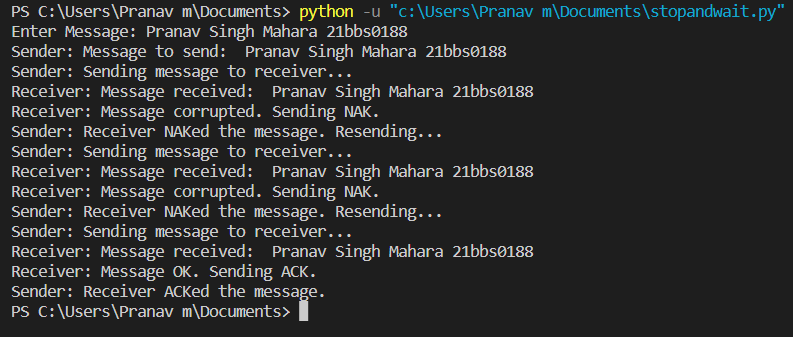 PS C:\Users\Pranav m\Documents> python -u "c:\Users\Pranav m\Documents\stopandwait.py"
Enter Message: Pranav Singh Mahara 21bbs0188
Sender: Message to send:  Pranav Singh Mahara 21bbs0188
Sender: Sending message to receiver...
Receiver: Message received:  Pranav Singh Mahara 21bbs0188
Receiver: Message corrupted. Sending NAK.
Sender: Receiver NAKed the message. Resending...
Sender: Sending message to receiver...
Receiver: Message received:  Pranav Singh Mahara 21bbs0188
Receiver: Message corrupted. Sending NAK.
Sender: Receiver NAKed the message. Resending...
Sender: Sending message to receiver...
Receiver: Message received:  Pranav Singh Mahara 21bbs0188
Receiver: Message OK. Sending ACK.
Sender: Receiver ACKed the message.
PS C:\Users\Pranav m\Documents>